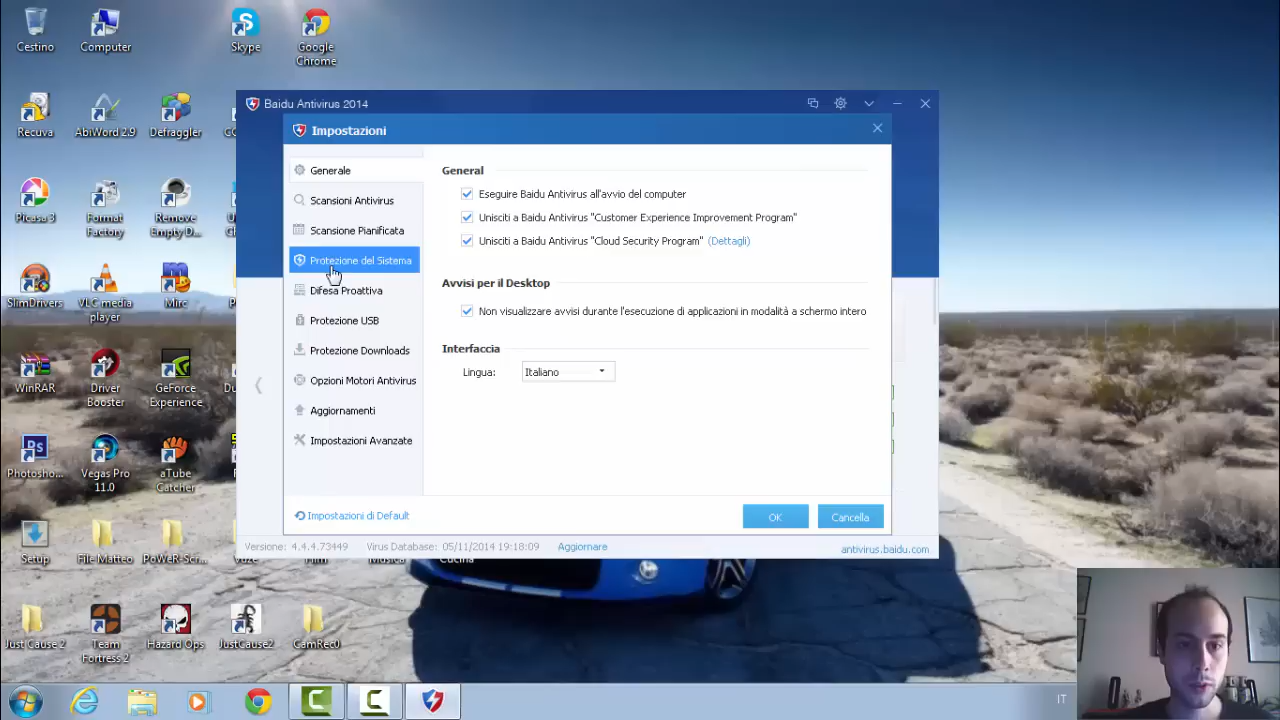 Cestino
Computer
Skype
Google
Chrome
Recuva
AbiWord 2.9
Defraggler
Picasa 3
Format
Factory
Remove
Empty D...
SlimDrivers
VLC media
player
Mirc
WinRAR
Driver
Booster
GeForce
Experience
Photosho...
Vegas Pro
11.0
aTube
Catcher
Setup
File Matteo
PoWeR-Scr...
Vuze
Film
Musica
Cucina
Just Cause 2
Team
Fortress 2
Hazard Ops
JustCause2
CamRec0
Baidu Antivirus 2014
Impostazioni
Generale
Scansioni Antivirus
Scansione Pianificata
Protezione del Sistema
Difesa Proattiva
Protezione USB
Protezione Downloads
Opzioni Motori Antivirus
Aggiornamenti
Impostazioni Avanzate
General
Eseguire Baidu Antivirus all'avvio del computer
Unisciti a Baidu Antivirus "Customer Experience Improvement Program"
Unisciti a Baidu Antivirus "Cloud Security Program" (Dettagli)
Avvisi per il Desktop
Non visualizzare avvisi durante l'esecuzione di applicazioni in modalità a schermo intero
Interfaccia
Lingua: Italiano
Impostazioni di Default
OK
Cancella
Versione: 4.4.4.73449 Virus Database: 05/11/2014 19:18:09 Aggiornare
antivirus.baidu.com
IT